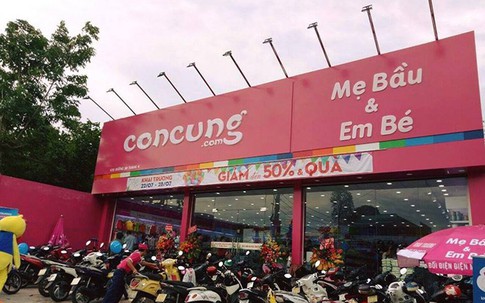 concung
.com
Mẹ Bầu
&
Em Bé
KHAI TRƯƠNG
22/07 - 25/07
GIẢM đến 50% & QUÀ
Mẹ Bầu
& Em Bé